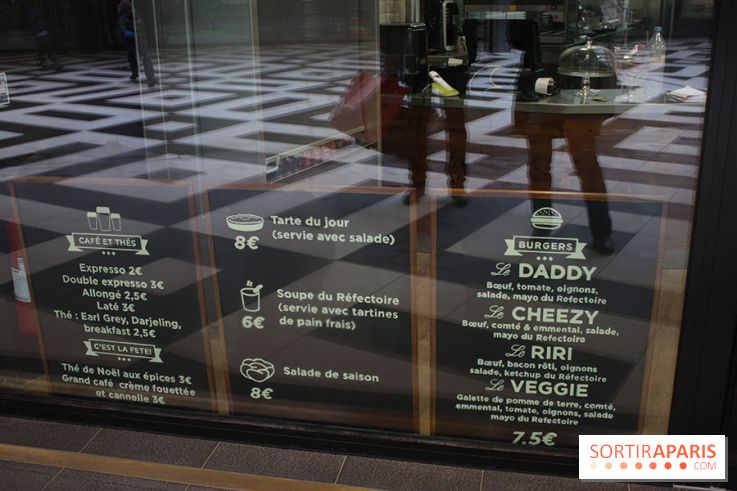 CAFÉ ET THÉS
Expresso 2€
Double expresso 3€
Allongé 2,5€
Laté 3€
Thé : Earl Grey, Darjeling,
breakfast 2,5€
C'EST LA FETE!
Thé de Noël aux épices 3€
Grand café crème fouettée
et cannelle 3€
Tarte du jour
(servie avec salade)
8€
Soupe du Réfectoire
(servie avec tartines
de pain frais)
6€
Salade de saison
8€
BURGERS
Le DADDY
Bœuf, tomate, oignons,
salade, mayo du Refectoire
Le CHEEZY
Bœuf, comté & emmental, salade,
mayo du Refectoire
Le RIRI
Bœuf, bacon rôti, oignons
salade, ketchup du Réfectoire
Le VEGGIE
Galette de pomme de terre, comté,
emmental, tomate, oignons, salade
mayo du Refectoire
7.5€
SORTIRAPARIS
.COM